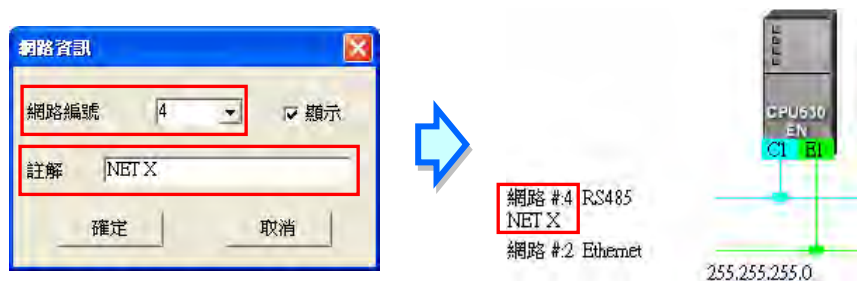 網路資訊
網路編號 4 顯示
註解 NET X
確定 取消
CPU530
EN
C1 E1
網路 #:4 RS485
NET X
網路 #:2 Ethernet
255.255.255.0